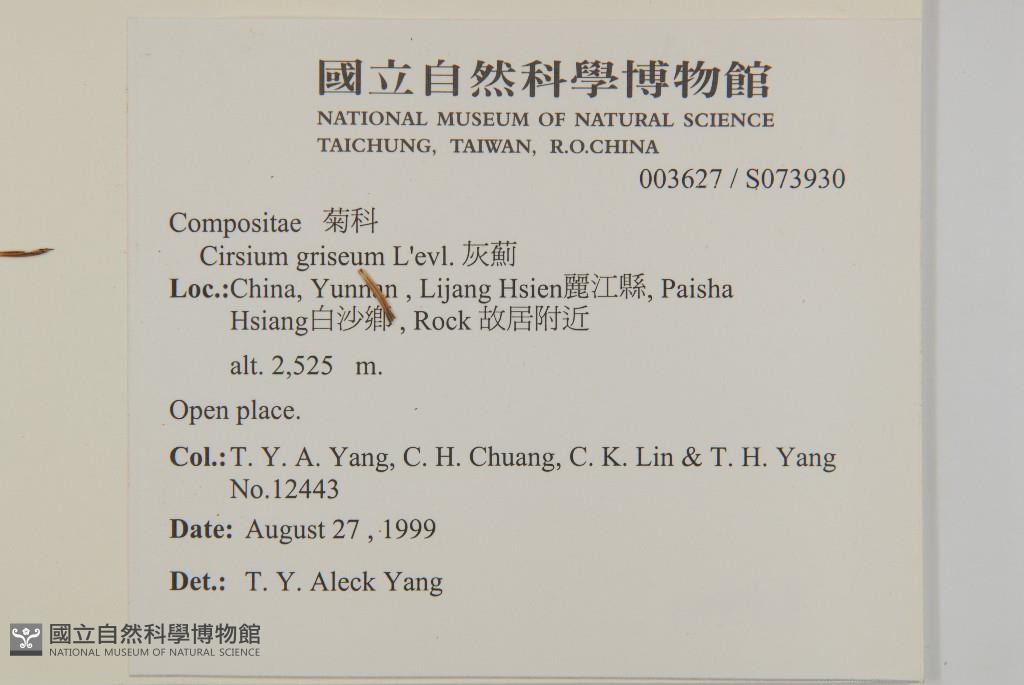 國立自然科學博物館
NATIONAL MUSEUM OF NATURAL SCIENCE
TAICHUNG, TAIWAN, R.O.CHINA
003627 / S073930
Compositae 菊科
Cirsium griseum L'evl. 灰薊
Loc.:China, Yunnan , Lijang Hsien麗江縣, Paisha
Hsiang白沙鄉 , Rock 故居附近
alt. 2,525 m.
Open place.
Col.: T. Y. A. Yang, C. H. Chuang, C. K. Lin & T. H. Yang
No.12443
Date: August 27 , 1999
Det.: T. Y. Aleck Yang
國立自然科學博物館
NATIONAL MUSEUM OF NATURAL SCIENCE